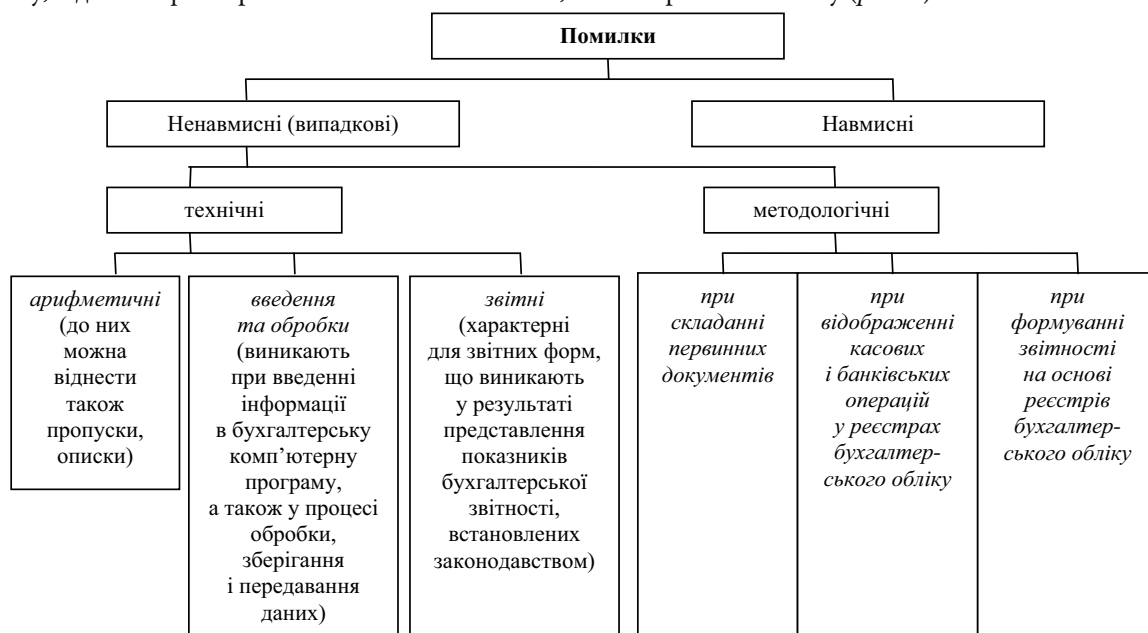 Помилки
Ненавмисні (випадкові)
Навмисні
технічні
методологічні
арифметичні
(до них
можна
віднести
також
пропуски,
описки)
введення
та обробки
(виникають
при введенні
інформації
в бухгалтерську
комп’ютерну
програму,
а також у процесі
обробки,
зберігання
і передавання
даних)
звітні
(характерні
для звітних форм,
що виникають
у результаті
представлення
показників
бухгалтерської
звітності,
встановлених
законодавством)
при
складанні
первинних
документів
при
відображенні
касових
і банківських
операцій
у реєстрах
бухгалтер-
ського обліку
при
формуванні
звітності
на основі
реєстрів
бухгалтер-
ського обліку